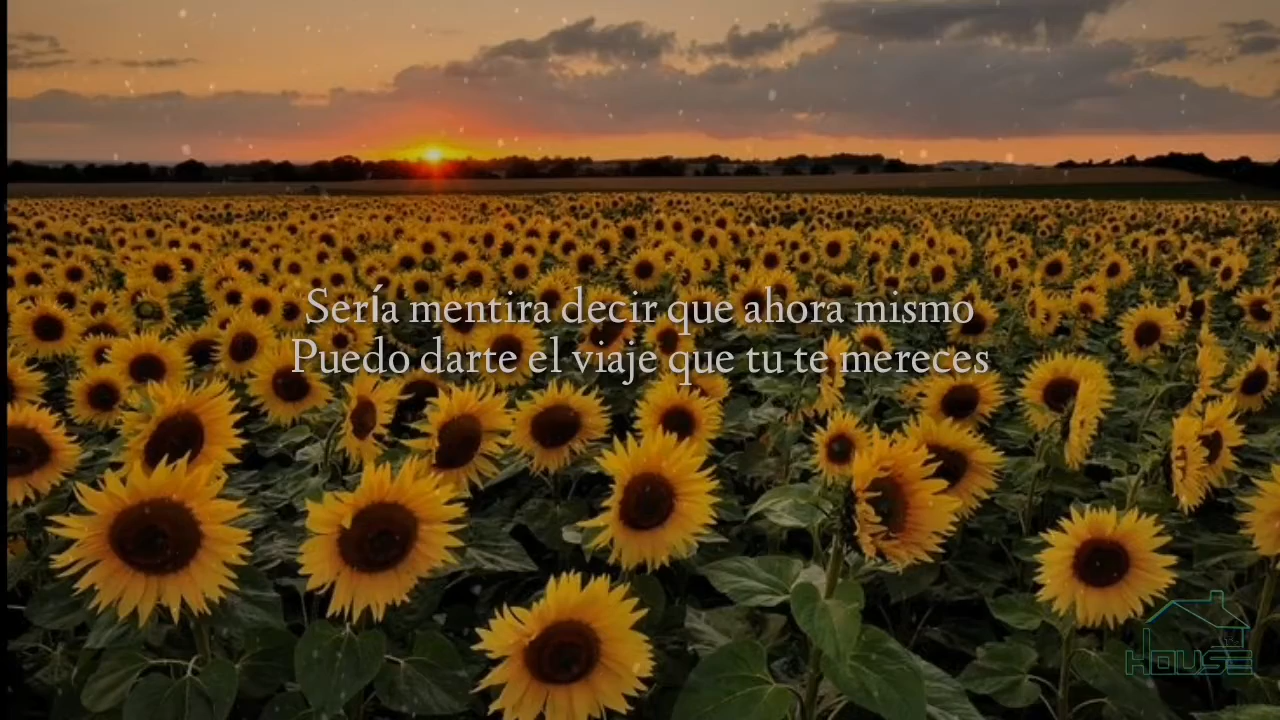 Sería mentira decir que ahora mismo
Puedo darte el viaje que tu te mereces
HOUSE